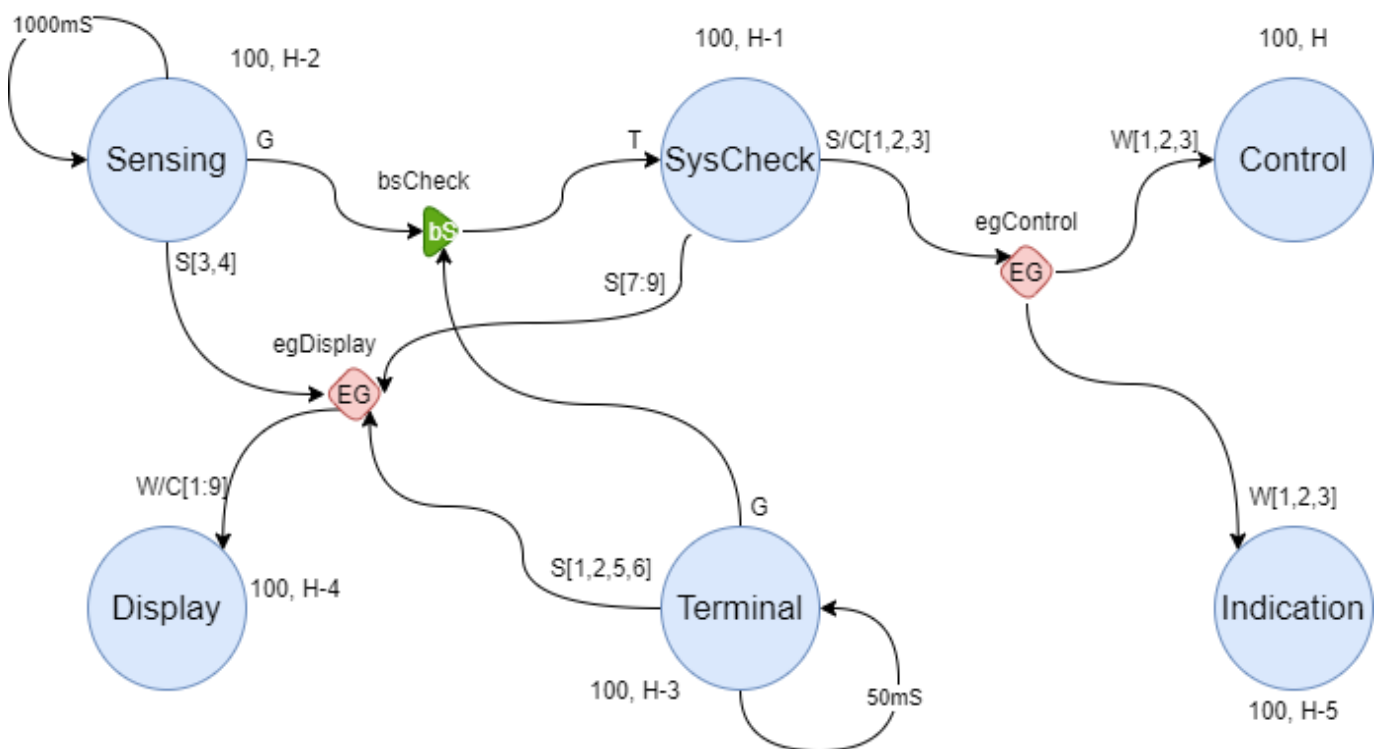 1000mS
100, H-2
100, H-1
100, H
Sensing
G
T
SysCheck
S/C[1,2,3]
W[1,2,3]
Control
bsCheck
bS
egControl
EG
S[3,4]
S[7:9]
egDisplay
EG
W/C[1:9]
G
W[1,2,3]
S[1,2,5,6]
Display
100, H-4
Terminal
Indication
100, H-3
50mS
100, H-5